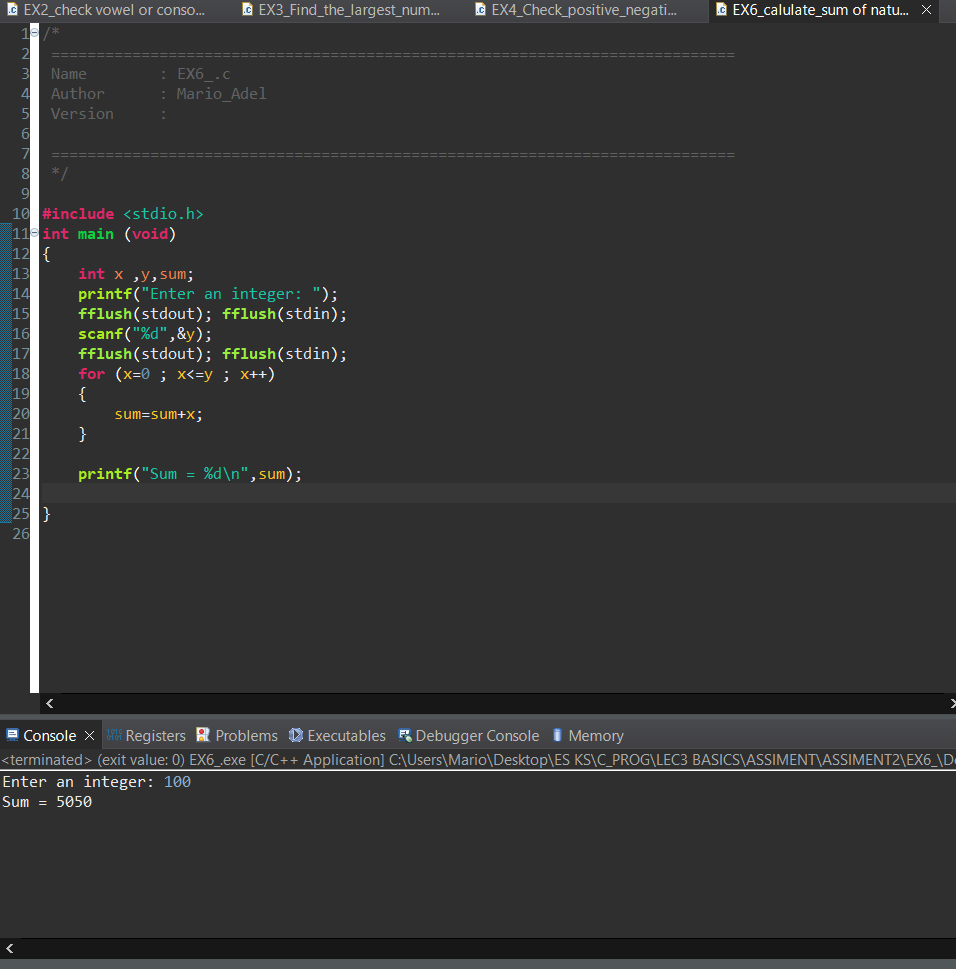 EX2_check vowel or conso... EX3_Find_the_largest_num... EX4_Check_positive_negati... EX6_calulate_sum of natu...
1 /*
2 ============================================================================
3 Name : EX6_.c
4 Author : Mario_Adel
5 Version :
6
7 ============================================================================
8 */
9
10 #include <stdio.h>
11 int main (void)
12 {
13 int x ,y,sum;
14 printf("Enter an integer: ");
15 fflush(stdout); fflush(stdin);
16 scanf("%d",&y);
17 fflush(stdout); fflush(stdin);
18 for (x=0 ; x<=y ; x++)
19 {
20 sum=sum+x;
21 }
22
23 printf("Sum = %d\n",sum);
24
25 }
26
Console Registers Problems Executables Debugger Console Memory
<terminated> (exit value: 0) EX6_.exe [C/C++ Application] C:\Users\Mario\Desktop\ES KS\C_PROG\LEC3 BASICS\ASSIMENT\ASSIMENT2\EX6_\De
Enter an integer: 100
Sum = 5050